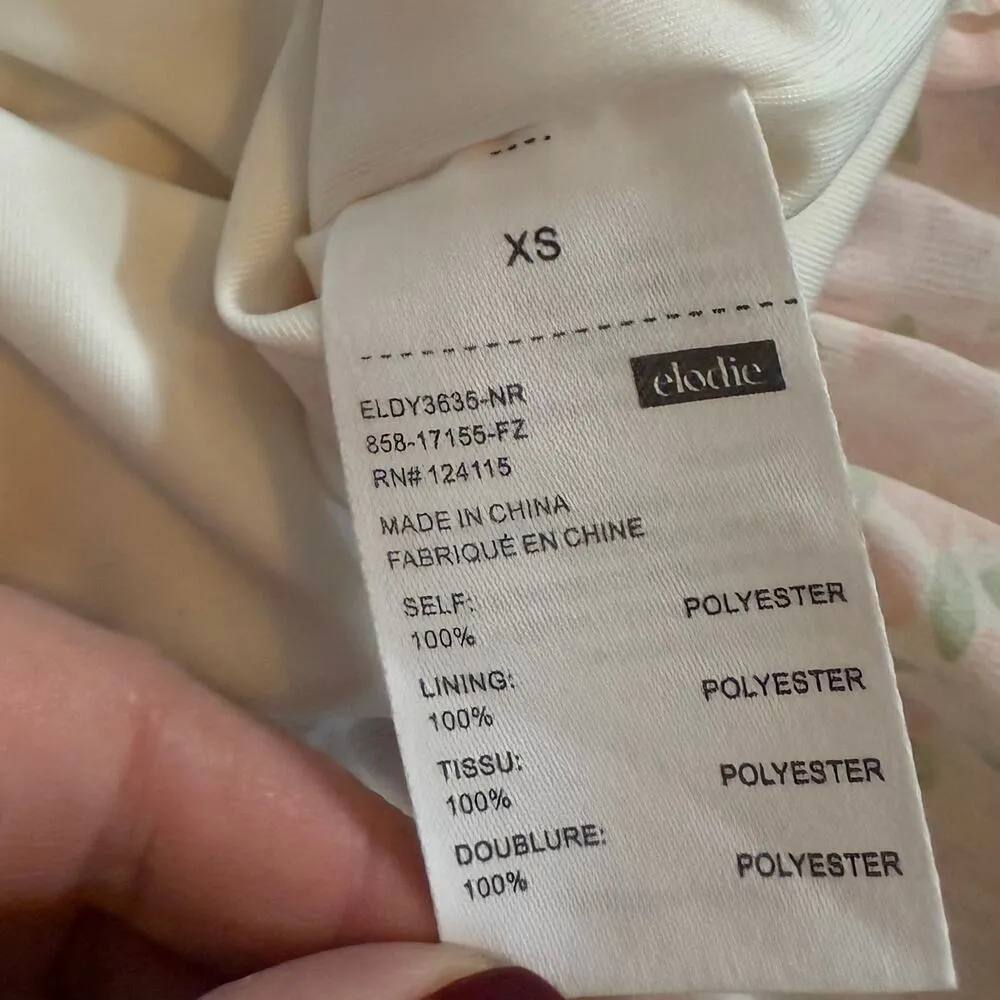 XS
elodie
ELDY3635-NR
858-17155-FZ
RN# 124115
MADE IN CHINA
FABRIQUÉ EN CHINE
SELF:
100% POLYESTER
LINING:
100% POLYESTER
TISSU:
100% POLYESTER
DOUBLURE:
100% POLYESTER